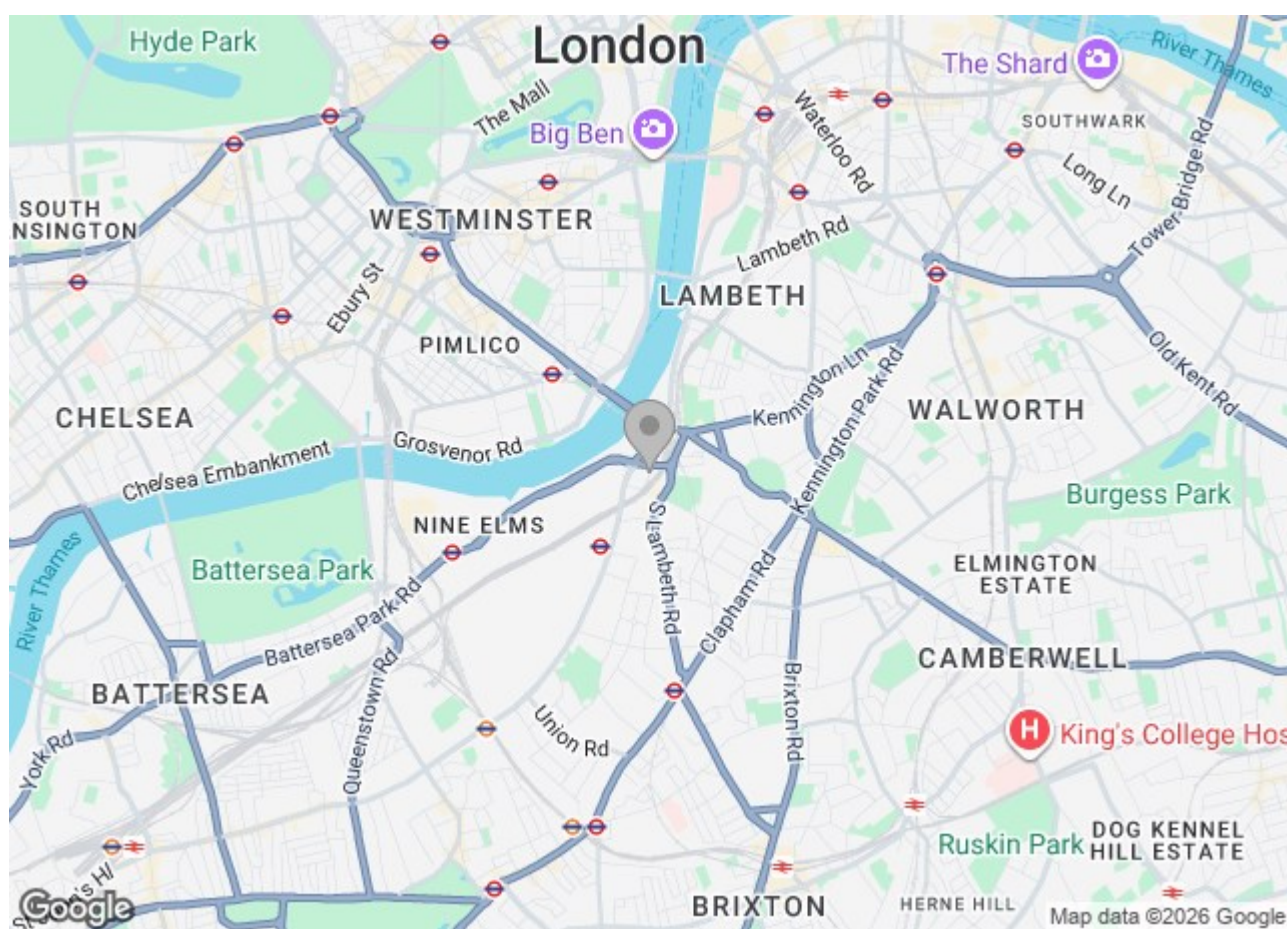 Hyde Park
London
The Shard
River Thames
The Mall
Big Ben
Waterloo Rd
SOUTHWARK
Long Ln
Tower Bridge Rd
SOUTH
NSINGTON
WESTMINSTER
Lambeth Rd
Ebury St
LAMBETH
PIMLICO
Old Kent Rd
Kennington Ln
Kennington Park Rd
CHELSEA
WALWORTH
Grosvenor Rd
Chelsea Embankment
Burgess Park
NINE ELMS
S Lambeth Rd
River Thames
Battersea Park
ELMINGTON
ESTATE
Clapham Rd
Battersea Park Rd
CAMBERWELL
BATTERSEA
Queenstown Rd
Brixton Rd
Union Rd
H
King's College Hos
York Rd
Ruskin Park
DOG KENNEL
HILL ESTATE
St John's Hl
Google
BRIXTON
HERNE HILL
Map data ©2026 Google